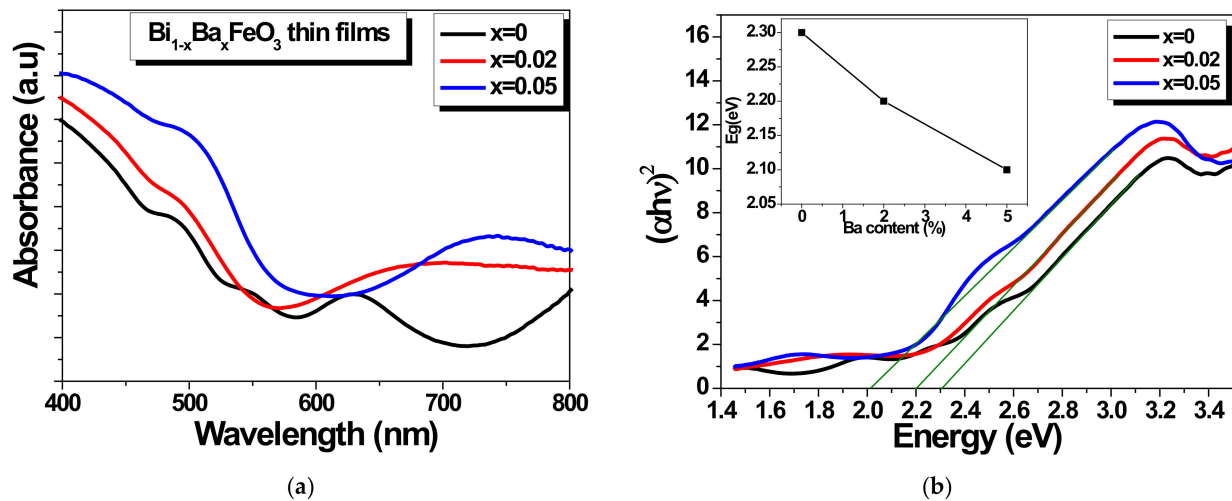 Bi₁₋ₓBaₓFeO₃ thin films
x=0
x=0.02
x=0.05
Absorbance (a.u)
400 500 600 700 800
Wavelength (nm)
(a)
x=0
x=0.02
x=0.05
(αhν)²
14
12
10
8
6
4
2
0
1.4 1.6 1.8 2.0 2.2 2.4 2.6 2.8 3.0 3.2 3.4
Energy (eV)
Eg(eV)
2.30
2.25
2.20
2.15
2.10
2.05
0 1 2 3 4 5
Ba content (%)
(b)